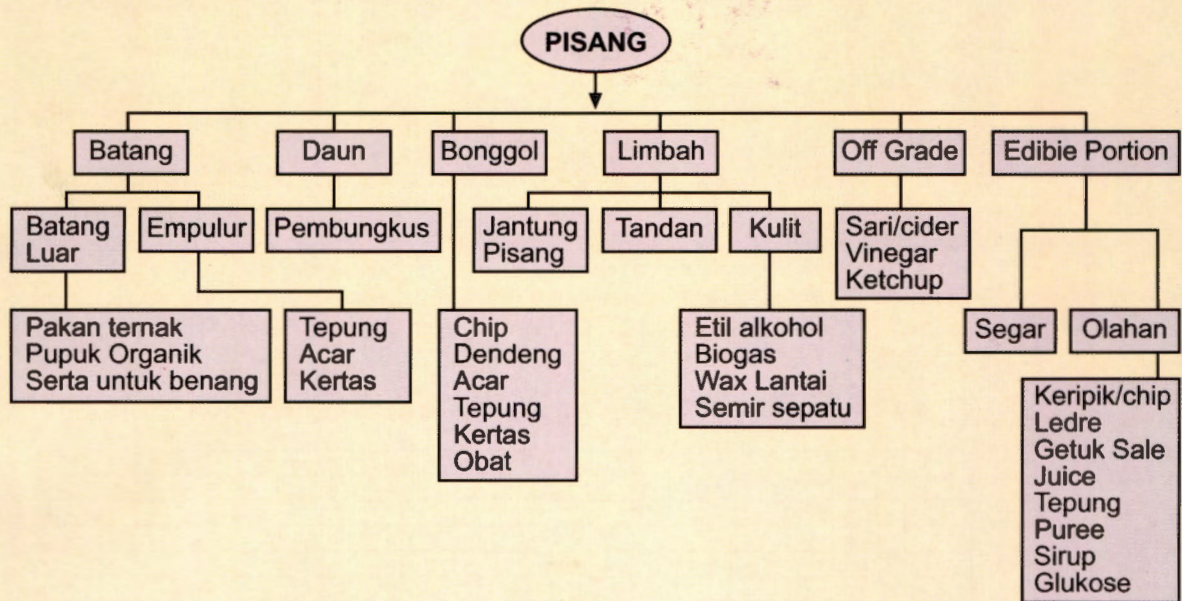 PISANG
Batang
Daun
Bonggol
Limbah
Off Grade
Edibie Portion
Batang
Luar
Empulur
Pembungkus
Jantung
Pisang
Tandan
Kulit
Sari/cider
Vinegar
Ketchup
Pakan ternak
Pupuk Organik
Serta untuk benang
Tepung
Acar
Kertas
Chip
Dendeng
Acar
Tepung
Kertas
Obat
Etil alkohol
Biogas
Wax Lantai
Semir sepatu
Segar
Olahan
Keripik/chip
Ledre
Getuk Sale
Juice
Tepung
Puree
Sirup
Glukose